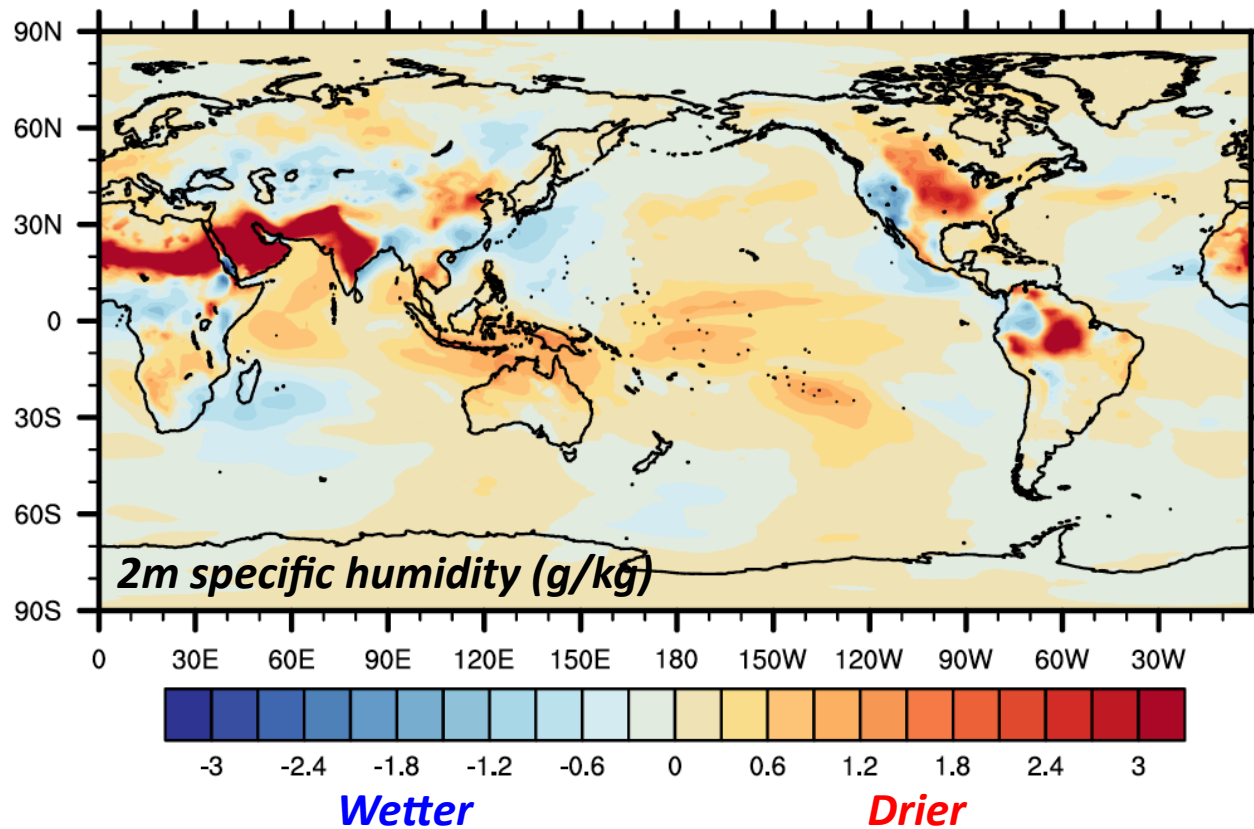 90N
60N
30N
0
30S
60S
90S
2m specific humidity (g/kg)
0 30E 60E 90E 120E 150E 180 150W 120W 90W 60W 30W
-3 -2.4 -1.8 -1.2 -0.6 0 0.6 1.2 1.8 2.4 3
Wetter Drier